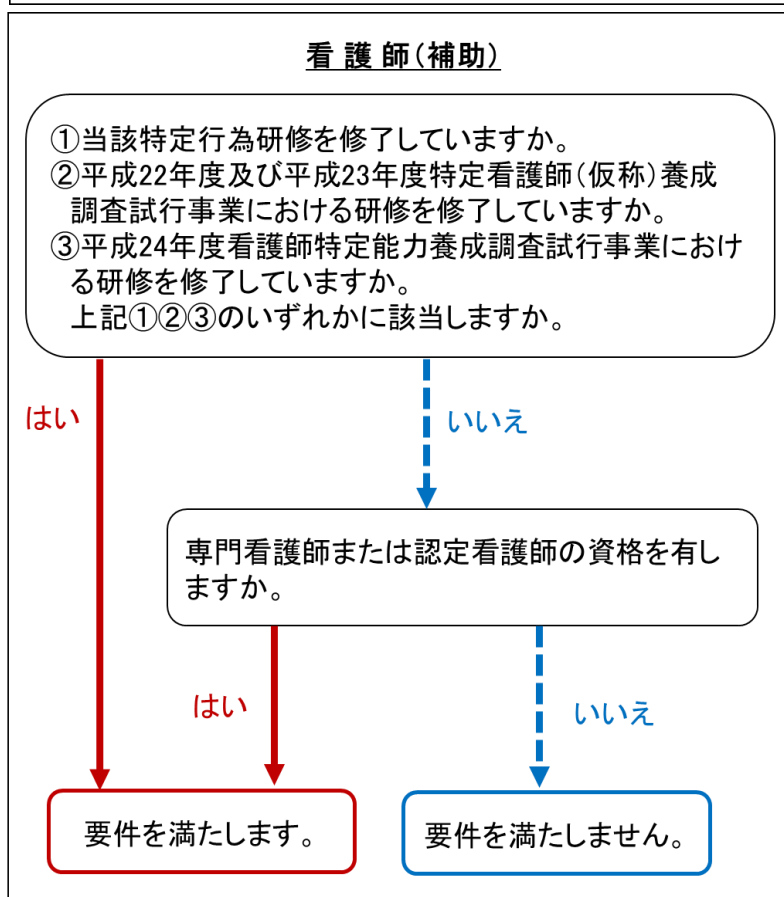 看護師（補助）
①当該特定行為研修を修了していますか。
②平成22年度及び平成23年度特定看護師（仮称）養成
調査試行事業における研修を修了していますか。
③平成24年度看護師特定能力養成調査試行事業におけ
る研修を修了していますか。
上記①②③のいずれかに該当しますか。
はい
いいえ
専門看護師または認定看護師の資格を有し
ますか。
はい
いいえ
要件を満たします。
要件を満たしません。